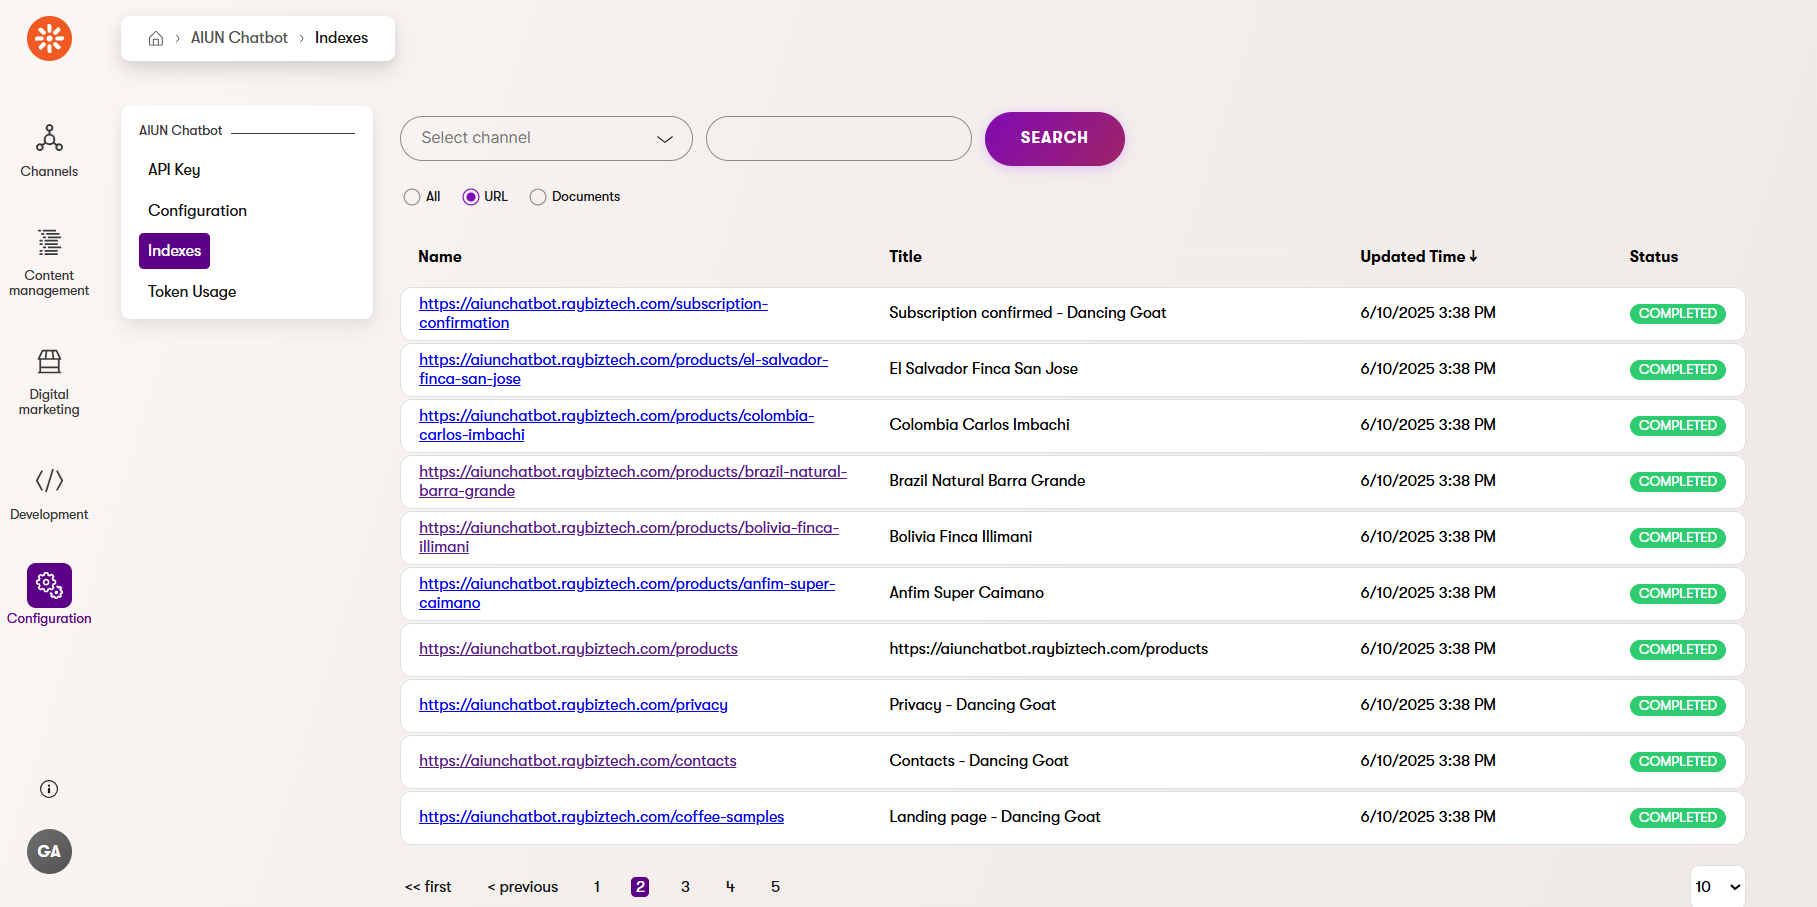 AIUN Chatbot
Indexes
Channels
Content
management
Digital
marketing
Development
Configuration
GA
AIUN Chatbot
API Key
Configuration
Indexes
Token Usage
Select channel
SEARCH
All
URL
Documents
Name Title Updated Time Status
https://aiunchatbot.raybiztech.com/subscription-
confirmation
Subscription confirmed - Dancing Goat
6/10/2025 3:38 PM
COMPLETED
https://aiunchatbot.raybiztech.com/products/el-salvador-
finca-san-jose
El Salvador Finca San Jose
6/10/2025 3:38 PM
COMPLETED
https://aiunchatbot.raybiztech.com/products/colombia-
carlos-imbachi
Colombia Carlos Imbachi
6/10/2025 3:38 PM
COMPLETED
https://aiunchatbot.raybiztech.com/products/brazil-natural-
barra-grande
Brazil Natural Barra Grande
6/10/2025 3:38 PM
COMPLETED
https://aiunchatbot.raybiztech.com/products/bolivia-finca-
illimani
Bolivia Finca Illimani
6/10/2025 3:38 PM
COMPLETED
https://aiunchatbot.raybiztech.com/products/anfim-super-
caimano
Anfim Super Caimano
6/10/2025 3:38 PM
COMPLETED
https://aiunchatbot.raybiztech.com/products
https://aiunchatbot.raybiztech.com/products
6/10/2025 3:38 PM
COMPLETED
https://aiunchatbot.raybiztech.com/privacy
Privacy - Dancing Goat
6/10/2025 3:38 PM
COMPLETED
https://aiunchatbot.raybiztech.com/contacts
Contacts - Dancing Goat
6/10/2025 3:38 PM
COMPLETED
https://aiunchatbot.raybiztech.com/coffee-samples
Landing page - Dancing Goat
6/10/2025 3:38 PM
COMPLETED
<< first < previous 1 2 3 4 5
10